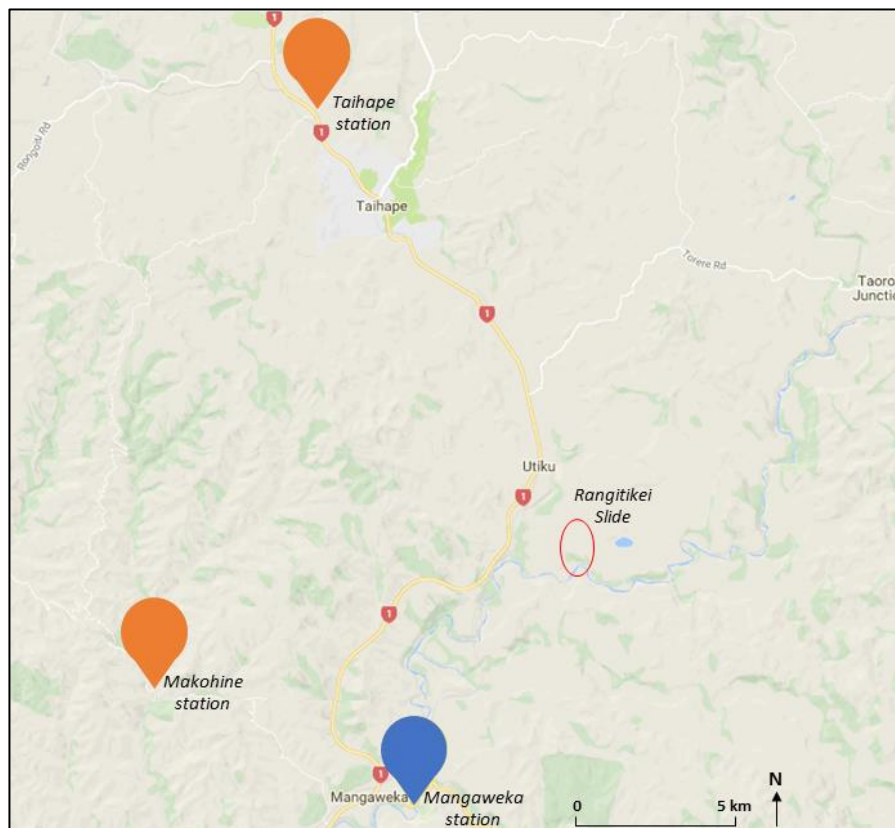 1
Taihape
station
1
Rongoiti Rd
Taihape
Torere Rd
Taoro
Junction
1
Utiku
1
Rangitikei
Slide
1
Makohine
station
1
Mangaweka
Mangaweka
station
0
5 km
N